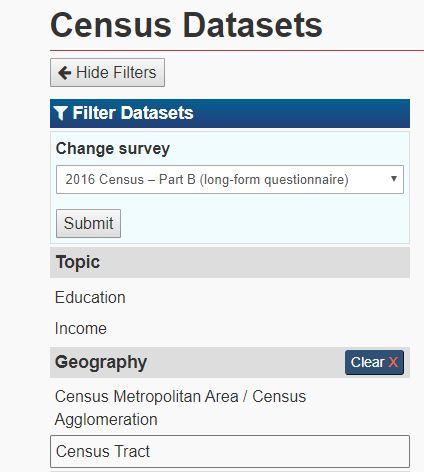 Census Datasets
Hide Filters
Filter Datasets
Change survey
2016 Census – Part B (long-form questionnaire)
Submit
Topic
Education
Income
Geography
Clear X
Census Metropolitan Area / Census
Agglomeration
Census Tract